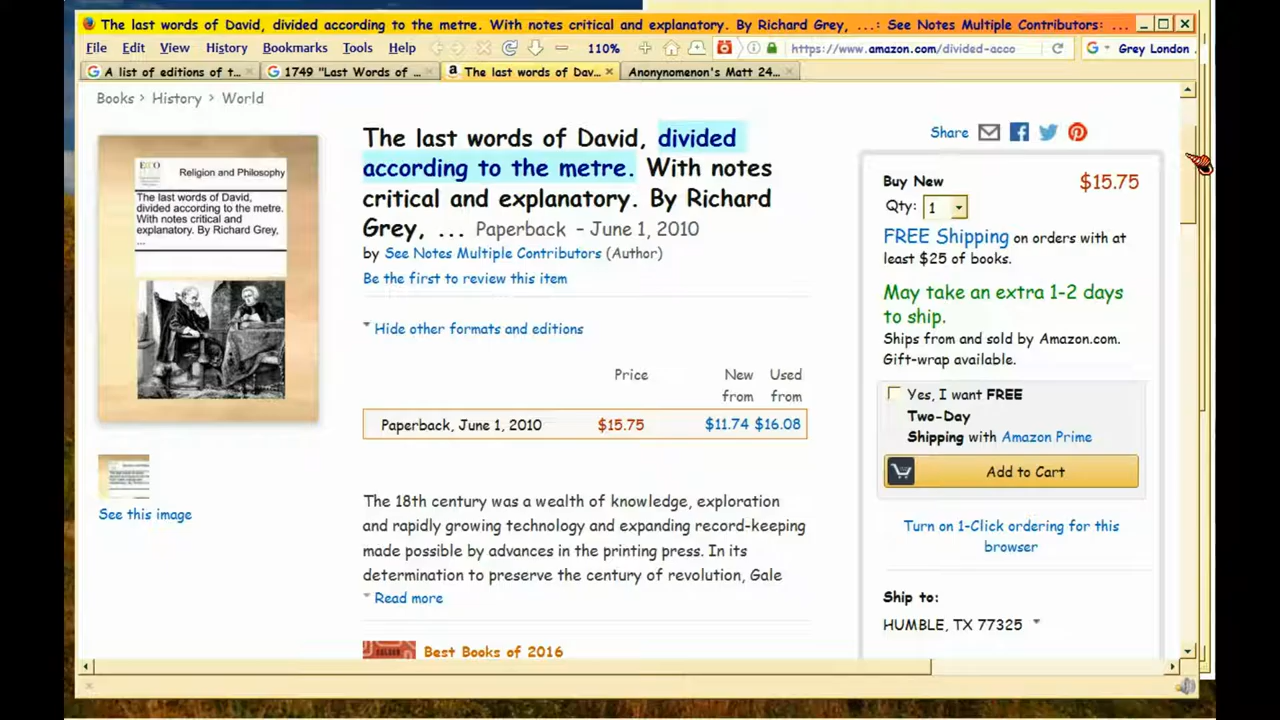 The last words of David, divided according to the metre. With notes critical and explanatory. By Richard Grey, ...: See Notes Multiple Contributors: ...
File Edit View History Bookmarks Tools Help 110% https://www.amazon.com/divided-acco Grey London
A list of editions of t... 1749 "Last Words of ... The last words of Dav... Anonynomenon's Matt 24...
Books > History > World
The last words of David, divided
according to the metre. With notes
critical and explanatory. By Richard
Grey, ... Paperback – June 1, 2010
by See Notes Multiple Contributors (Author)
Be the first to review this item
Hide other formats and editions
Price New from Used from
Paperback, June 1, 2010 $15.75 $11.74 $16.08
The 18th century was a wealth of knowledge, exploration
and rapidly growing technology and expanding record-keeping
made possible by advances in the printing press. In its
determination to preserve the century of revolution, Gale
Read more
Best Books of 2016
ECCO
Religion and Philosophy
The last words of David,
divided according to the metre.
With notes critical and
explanatory. By Richard Grey,
...
See this image
Share
Buy New $15.75
Qty: 1
FREE Shipping on orders with at
least $25 of books.
May take an extra 1-2 days
to ship.
Ships from and sold by Amazon.com.
Gift-wrap available.
Yes, I want FREE
Two-Day
Shipping with Amazon Prime
Add to Cart
Turn on 1-Click ordering for this
browser
Ship to:
HUMBLE, TX 77325